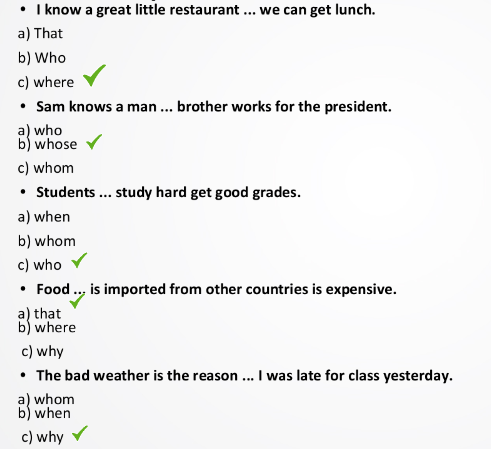 • I know a great little restaurant ... we can get lunch.
a) That
b) Who
c) where
• Sam knows a man ... brother works for the president.
a) who
b) whose
c) whom
• Students ... study hard get good grades.
a) when
b) whom
c) who
• Food ... is imported from other countries is expensive.
a) that
b) where
c) why
• The bad weather is the reason ... I was late for class yesterday.
a) whom
b) when
c) why